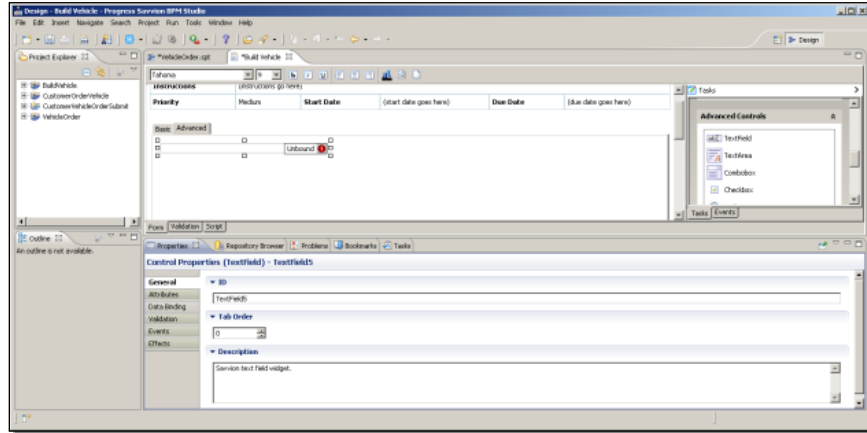 Design - Build Vehicle - Progress Savvion BPM Studio
File Edit Insert Navigate Search Project Run Tools Window Help
Design
Project Explorer
*VehicleOrder.spt
*Build Vehicle
Tahoma 9
BuildVehicle
CustomerOrderVehicle
CustomerVehicleOrderSubmit
VehicleOrder
Instructions (instructions go here)
Priority Medium Start Date (start date goes here) Due Date (due date goes here)
Basic Advanced
Unbound
Form Validation Script
Tasks
Advanced Controls
TextField
TextArea
Combobox
Checkbox
Tasks Events
Outline
An outline is not available.
Properties Repository Browser Problems Bookmarks Tasks
Control Properties (TextField) - TextField5
General
Attributes
Data Binding
Validation
Events
Effects
ID
TextField5
Tab Order
0
Description
Savvion text field widget.